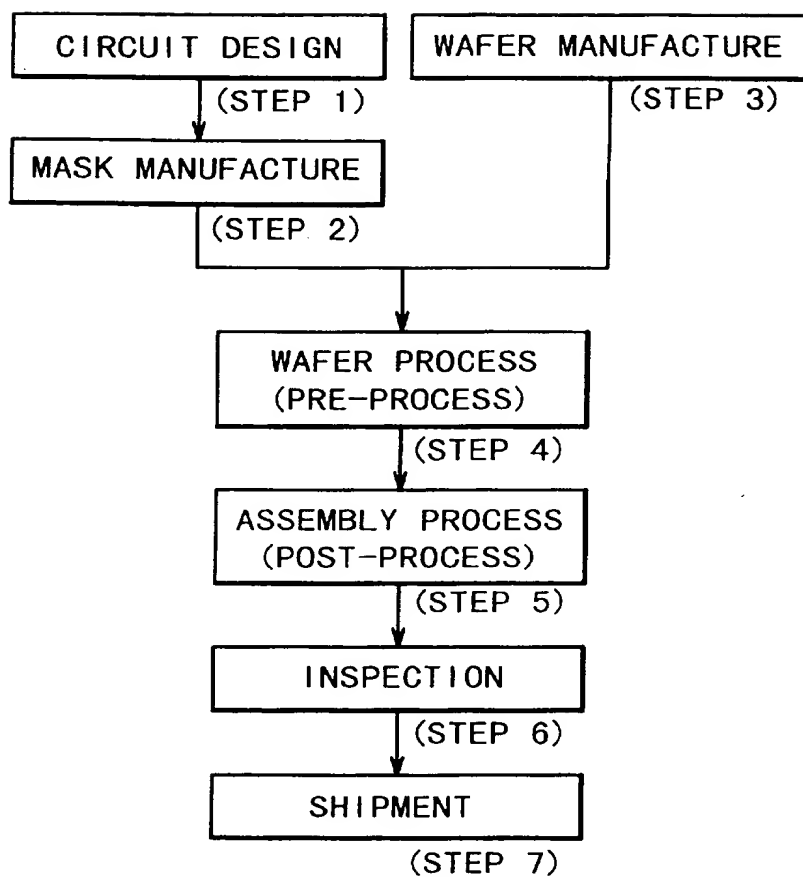 CIRCUIT DESIGN
(STEP 1)
MASK MANUFACTURE
(STEP 2)
WAFER MANUFACTURE
(STEP 3)
WAFER PROCESS
(PRE-PROCESS)
(STEP 4)
ASSEMBLY PROCESS
(POST-PROCESS)
(STEP 5)
INSPECTION
(STEP 6)
SHIPMENT
(STEP 7)